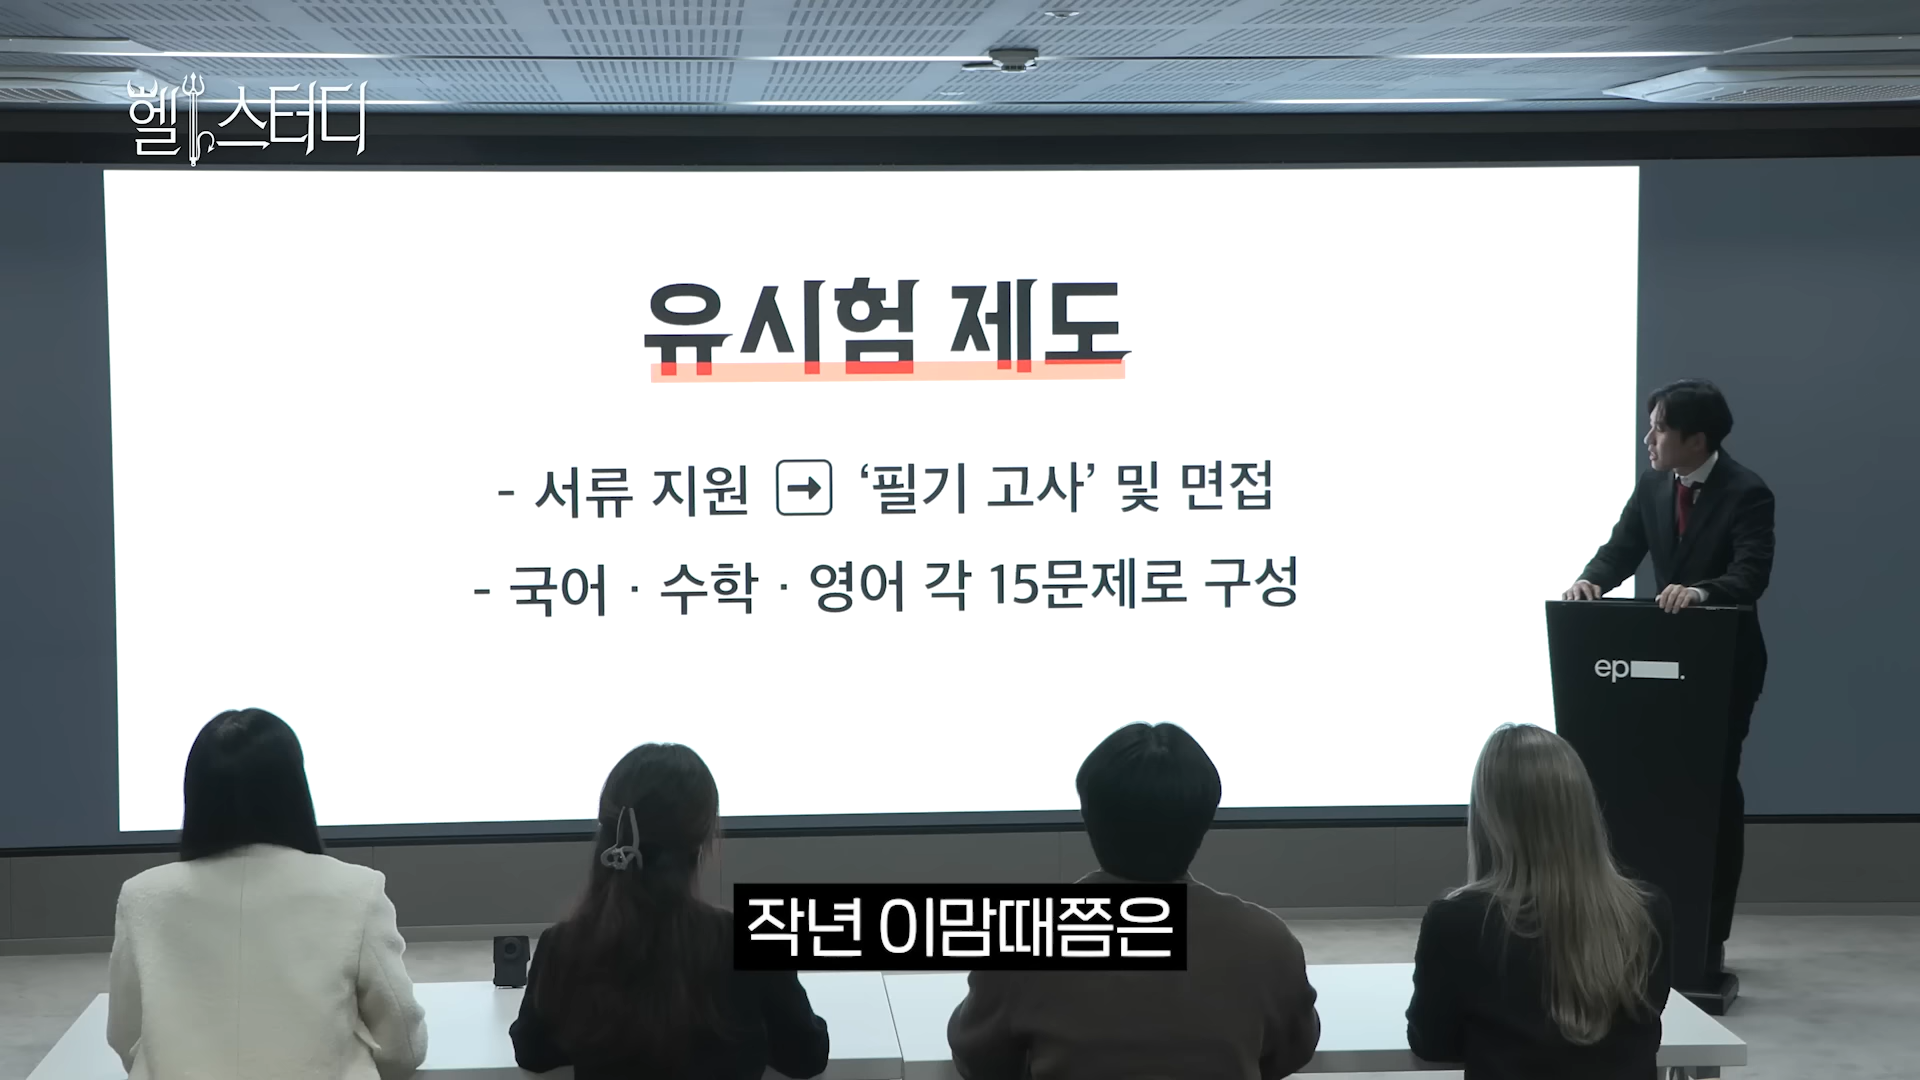 헬스터디
유시험 제도
- 서류 지원 ➡ ‘필기 고사’ 및 면접
- 국어 · 수학 · 영어 각 15문제로 구성
ep .
작년 이맘때쯤은